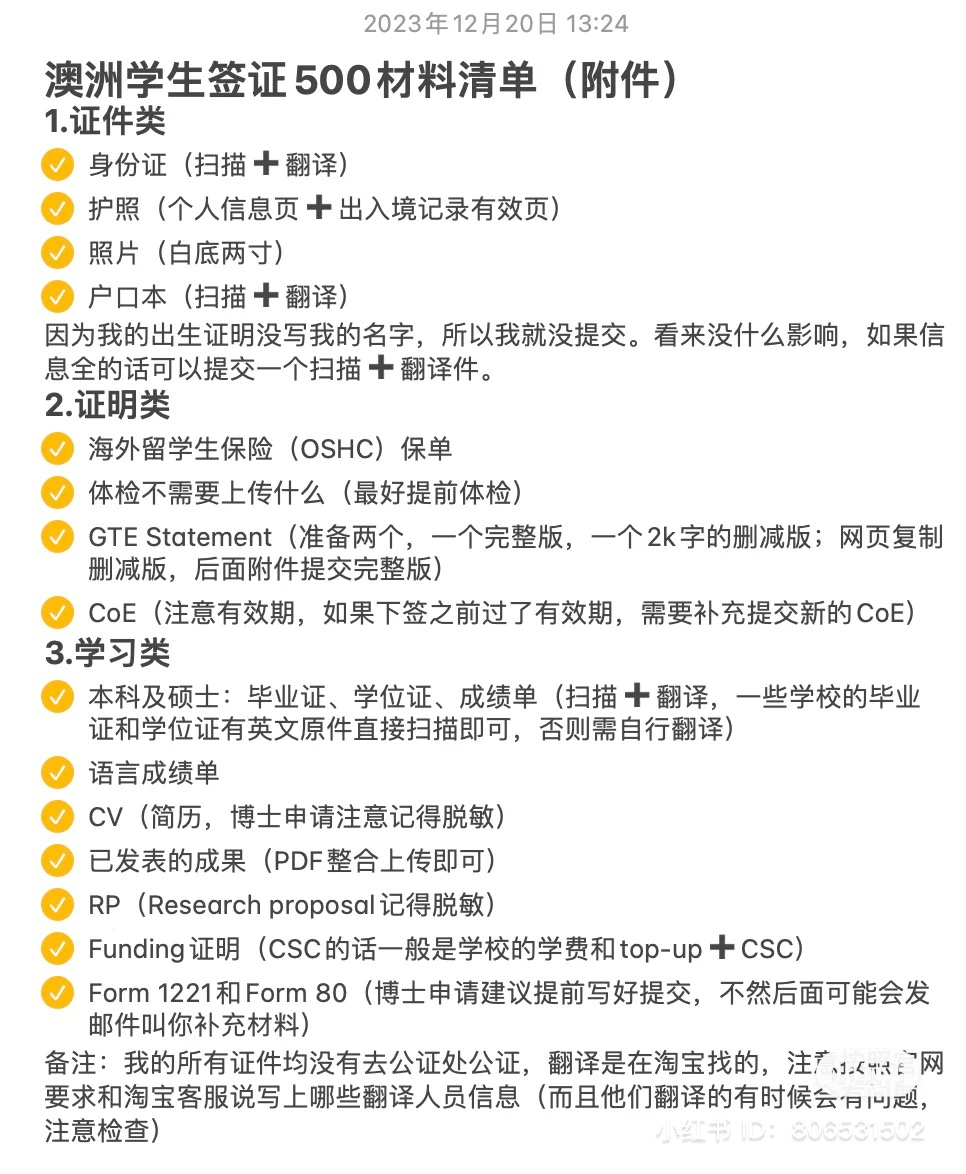 2023年12月20日 13:24
澳洲学生签证500材料清单（附件）
1.证件类
身份证（扫描➕翻译）
护照（个人信息页➕出入境记录有效页）
照片（白底两寸）
户口本（扫描➕翻译）
因为我的出生证明没写我的名字，所以我就没提交。看来没什么影响，如果信
息全的话可以提交一个扫描➕翻译件。
2.证明类
海外留学生保险（OSHC）保单
体检不需要上传什么（最好提前体检）
GTE Statement（准备两个，一个完整版，一个2k字的删减版；网页复制
删减版，后面附件提交完整版）
CoE（注意有效期，如果下签之前过了有效期，需要补充提交新的CoE）
3.学习类
本科及硕士：毕业证、学位证、成绩单（扫描➕翻译，一些学校的毕业
证和学位证有英文原件直接扫描即可，否则需自行翻译）
语言成绩单
CV（简历，博士申请注意记得脱敏）
已发表的成果（PDF整合上传即可）
RP（Research proposal记得脱敏）
Funding证明（CSC的话一般是学校的学费和top-up➕CSC）
Form 1221和Form 80（博士申请建议提前写好提交，不然后面可能会发
邮件叫你补充材料）
备注：我的所有证件均没有去公证处公证，翻译是在淘宝找的，注意按照官网
要求和淘宝客服说写上哪些翻译人员信息（而且他们翻译的有时候会有问题，
注意检查）
小红书 ID：806531502